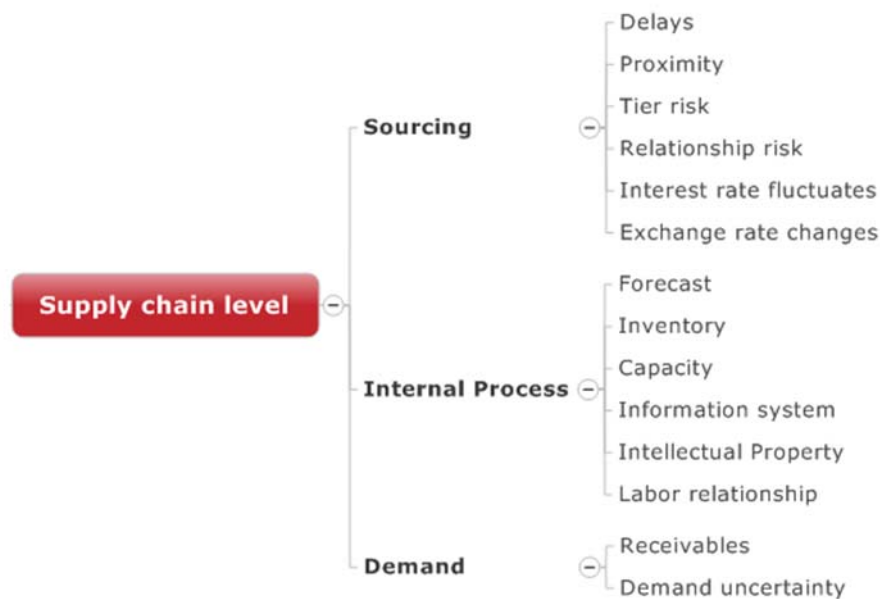 Supply chain level
Sourcing
Delays
Proximity
Tier risk
Relationship risk
Interest rate fluctuates
Exchange rate changes
Internal Process
Forecast
Inventory
Capacity
Information system
Intellectual Property
Labor relationship
Demand
Receivables
Demand uncertainty